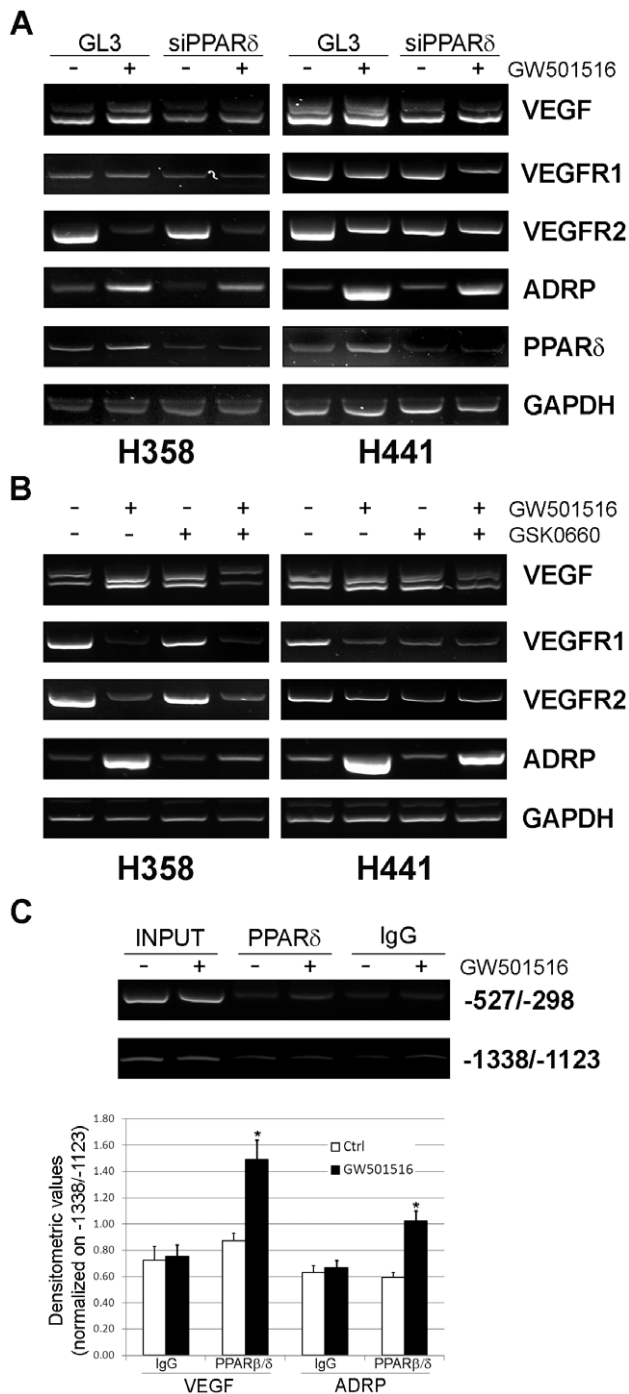 A
GL3 siPPARδ GL3 siPPARδ
- + - + - + - + GW501516
VEGF
VEGFR1
VEGFR2
ADRP
PPARδ
GAPDH
H358 H441
B
- + - + - + - + GW501516
- - + + - - + + GSK0660
VEGF
VEGFR1
VEGFR2
ADRP
GAPDH
H358 H441
C
INPUT PPARδ IgG
- + - + - + GW501516
-527/-298
-1338/-1123
Densitometric values
(normalized on -1338/-1123)
1.80
1.60
1.40
1.20
1.00
0.80
0.60
0.40
0.20
0.00
* *
Ctrl
GW501516
IgG PPARβ/δ IgG PPARβ/δ
VEGF ADRP